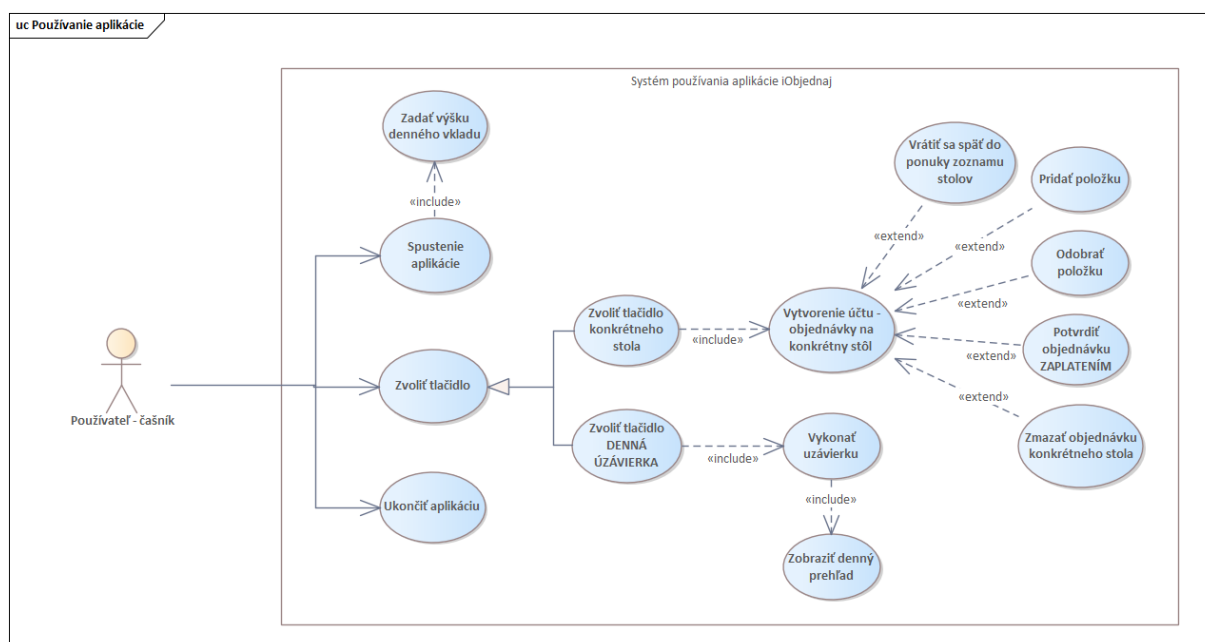 uc Používanie aplikácie
Systém používania aplikácie iObjednaj
Zadať výšku
denného vkladu
«include»
Spustenie
aplikácie
Vrátiť sa späť do
ponuky zoznamu
stolov
Pridať položku
«extend»
«extend»
Odobrať
položku
«extend»
Zvoliť tlačidlo
konkrétneho
stola
«include»
Vytvorenie účtu -
objednávky na
konkrétny stôl
Potvrdiť
objednávku
ZAPLATENÍM
«extend»
Zvoliť tlačidlo
«extend»
Používateľ - čašník
Zvoliť tlačidlo
DENNÁ
ÚZÁVIERKA
«include»
Vykonať
uzávierku
Zmazať objednávku
konkrétneho stola
«include»
Ukončiť aplikáciu
Zobraziť denný
prehľad